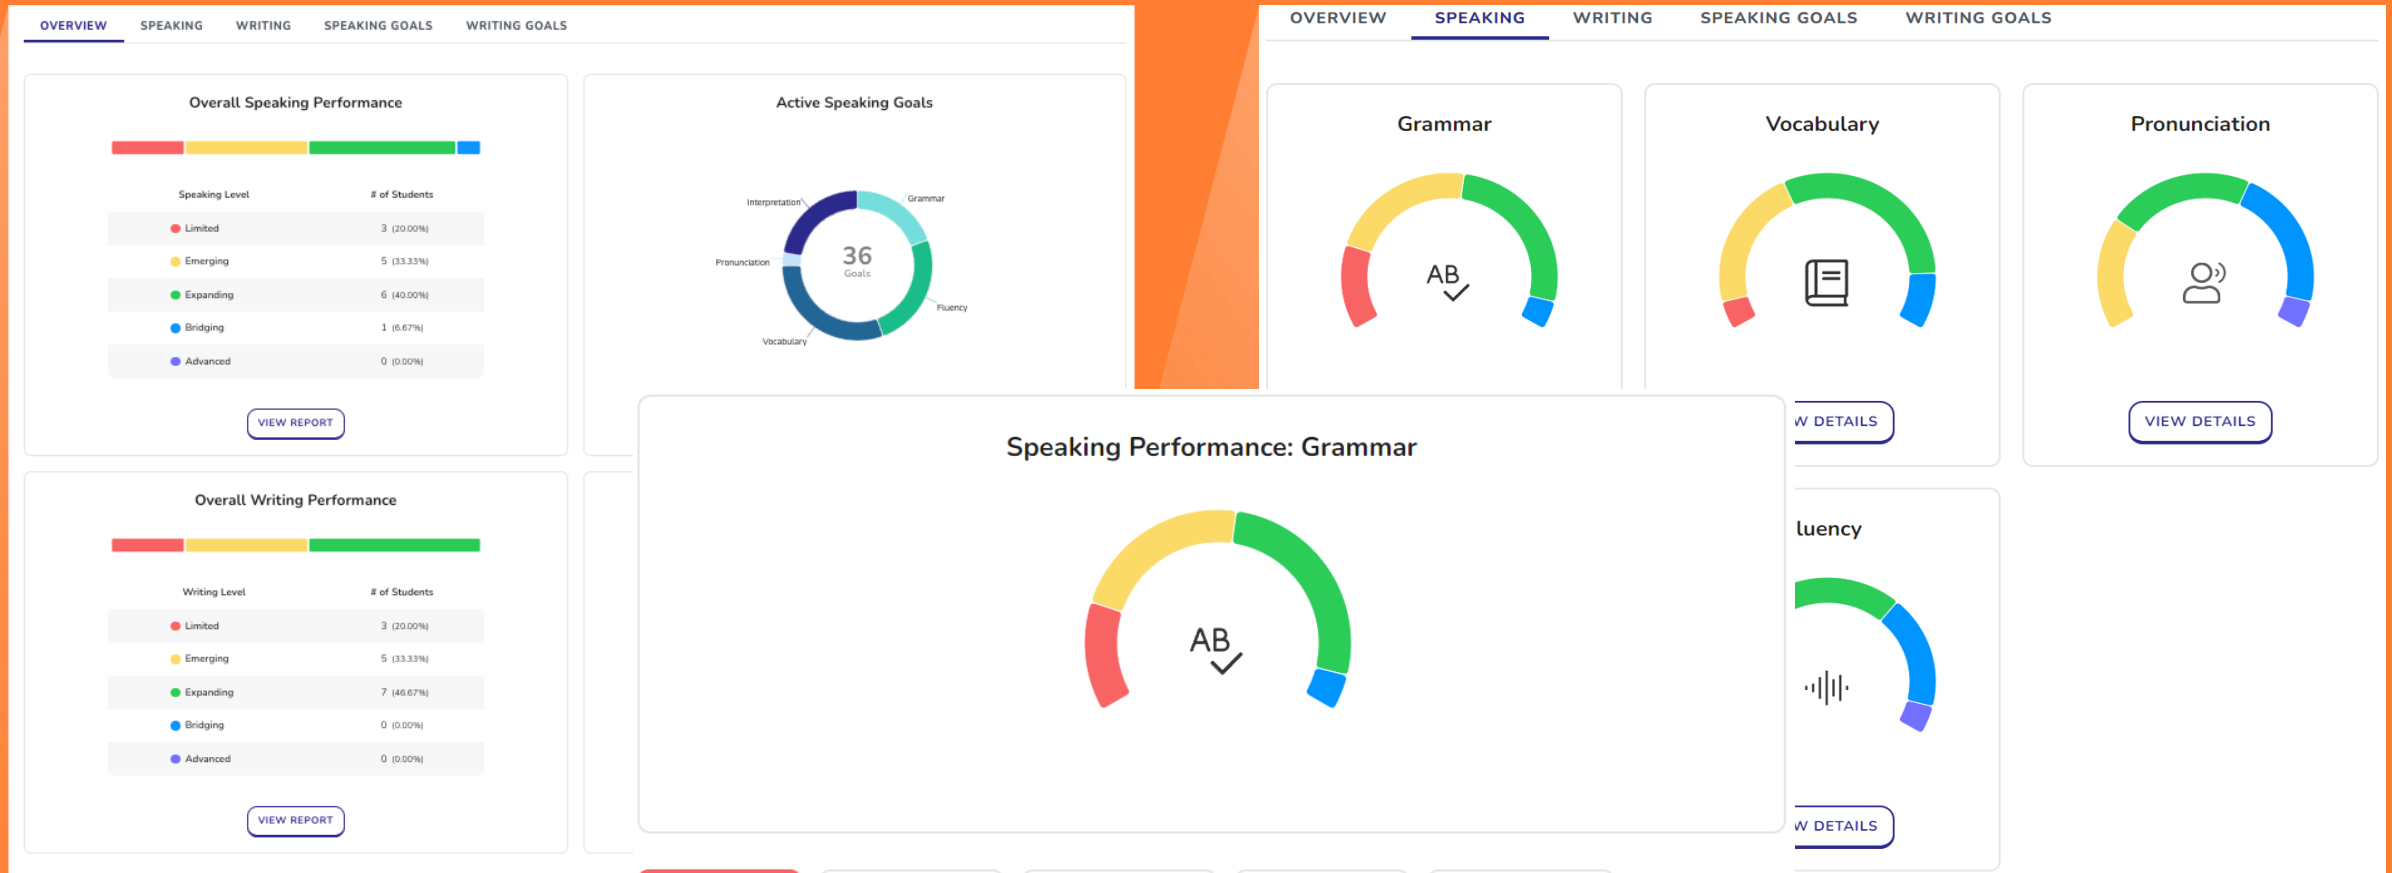 OVERVIEW SPEAKING WRITING SPEAKING GOALS WRITING GOALS
Overall Speaking Performance
Speaking Level # of Students
Limited 3 (20.00%)
Emerging 5 (33.33%)
Expanding 6 (40.00%)
Bridging 1 (6.67%)
Advanced 0 (0.00%)
VIEW REPORT
Active Speaking Goals
Interpretation
Grammar
36
Goals
Pronunciation
Fluency
Vocabulary
Overall Writing Performance
Writing Level # of Students
Limited 3 (20.00%)
Emerging 5 (33.33%)
Expanding 7 (46.67%)
Bridging 0 (0.00%)
Advanced 0 (0.00%)
VIEW REPORT
OVERVIEW SPEAKING WRITING SPEAKING GOALS WRITING GOALS
Grammar
AB
Vocabulary
W DETAILS
Pronunciation
VIEW DETAILS
luency
W DETAILS
Speaking Performance: Grammar
AB